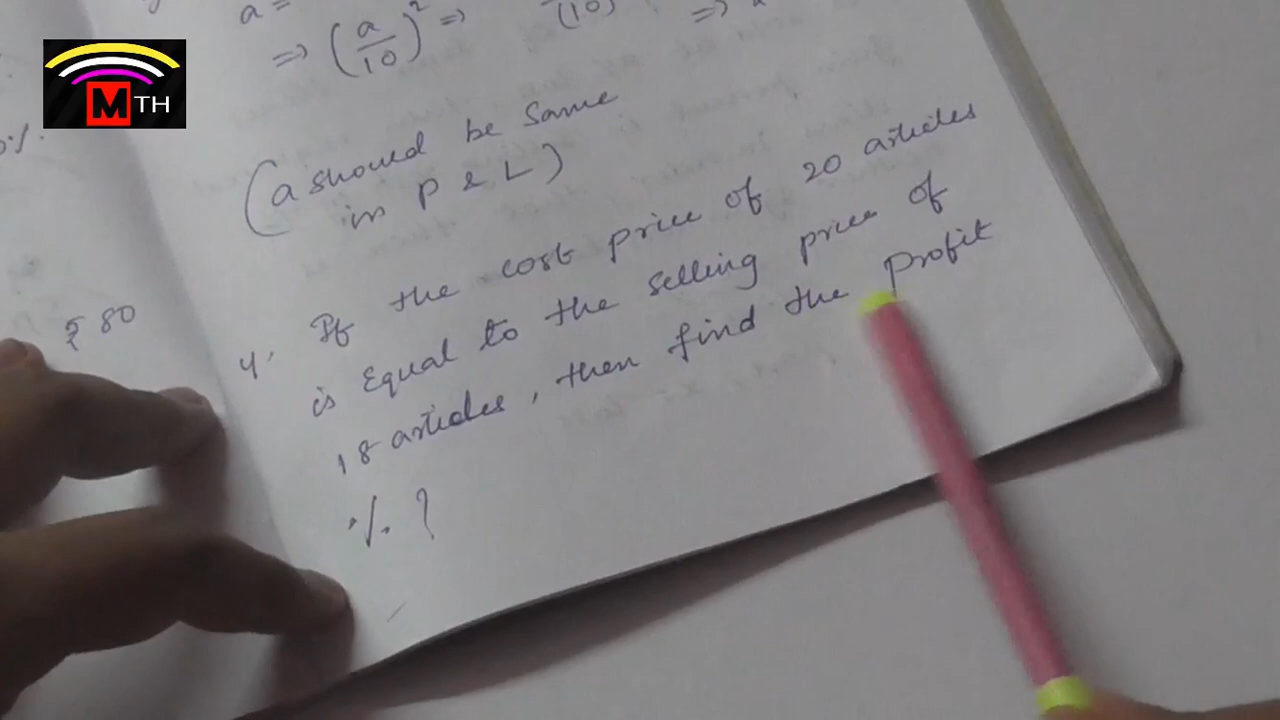 MTH
a =
=> (a/10)² =>
(10)
=>
(a should be same
in P & L)
%.
₹ 80
4. If the cost price of 20 articles
is Equal to the selling price of
18 articles, then find the profit
%?